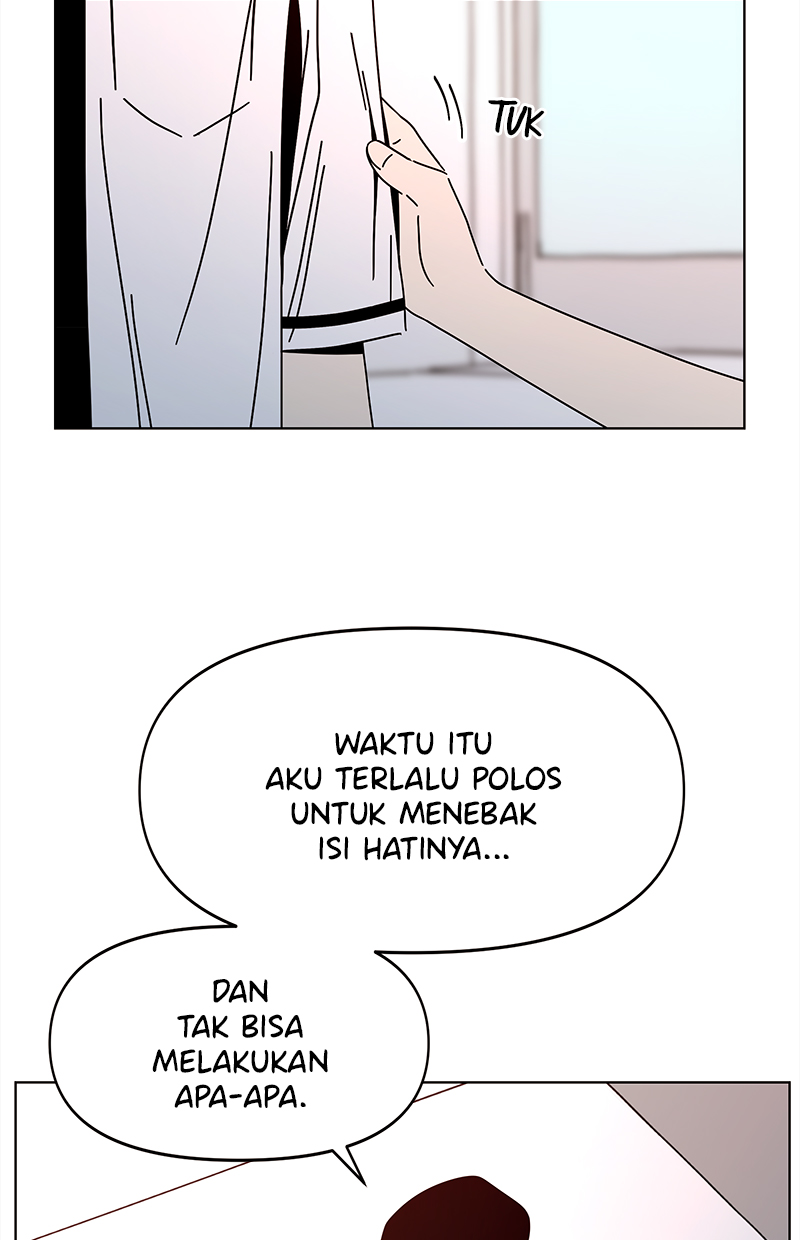 TUK
WAKTU ITU
AKU TERLALU POLOS
UNTUK MENEBAK
ISI HATINYA...
DAN
TAK BISA
MELAKUKAN
APA-APA.